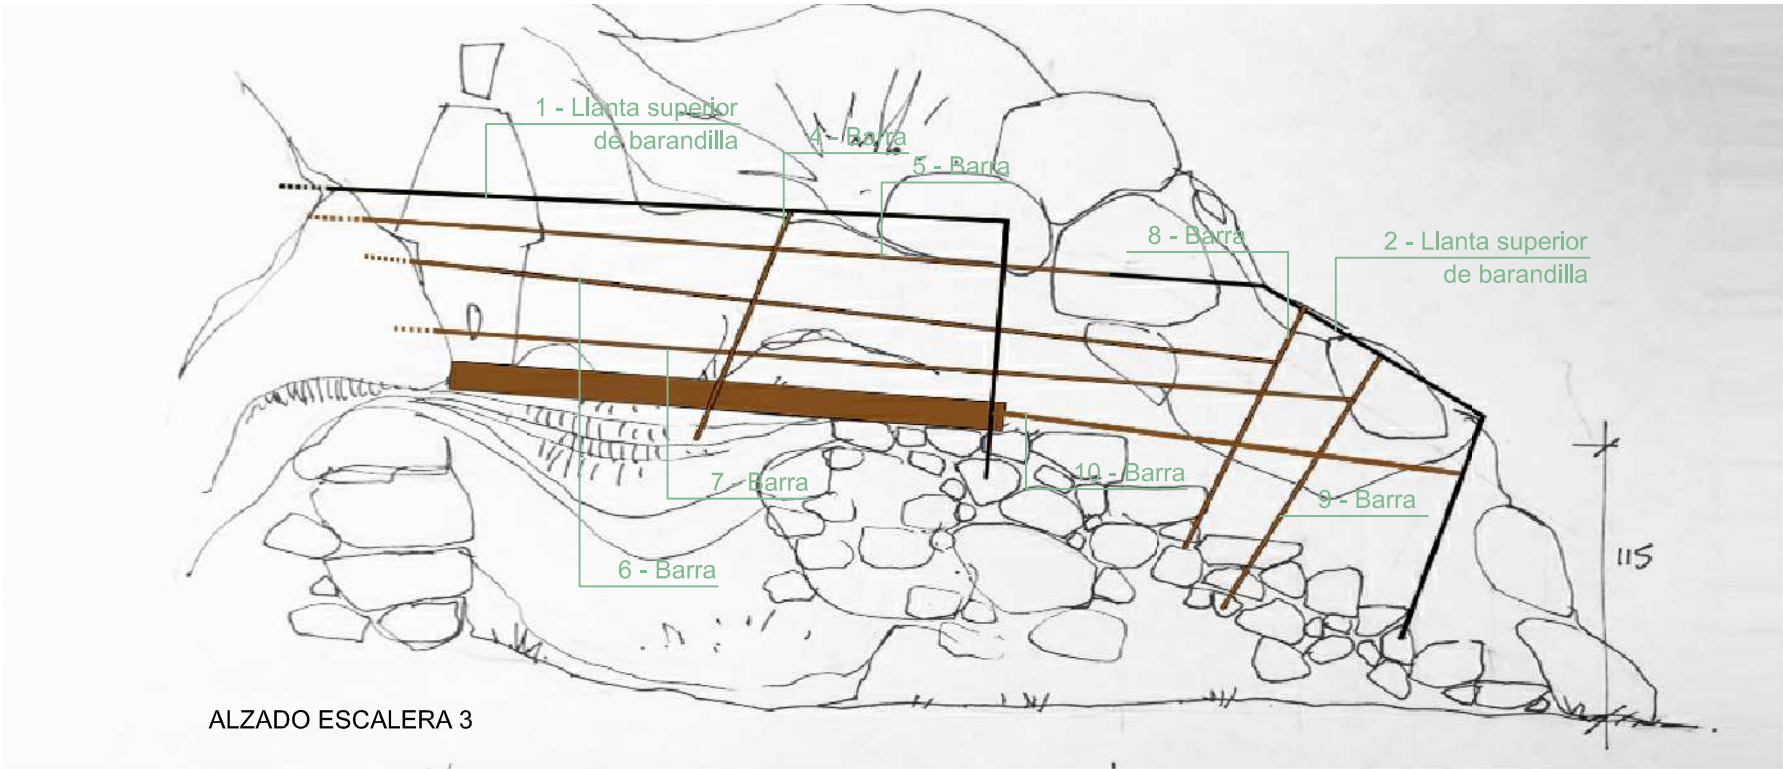 1 - Llanta superior
de barandilla
4 - Barra
5 - Barra
8 - Barra
2 - Llanta superior
de barandilla
7 - Barra
10 - Barra
9 - Barra
6 - Barra
115
ALZADO ESCALERA 3